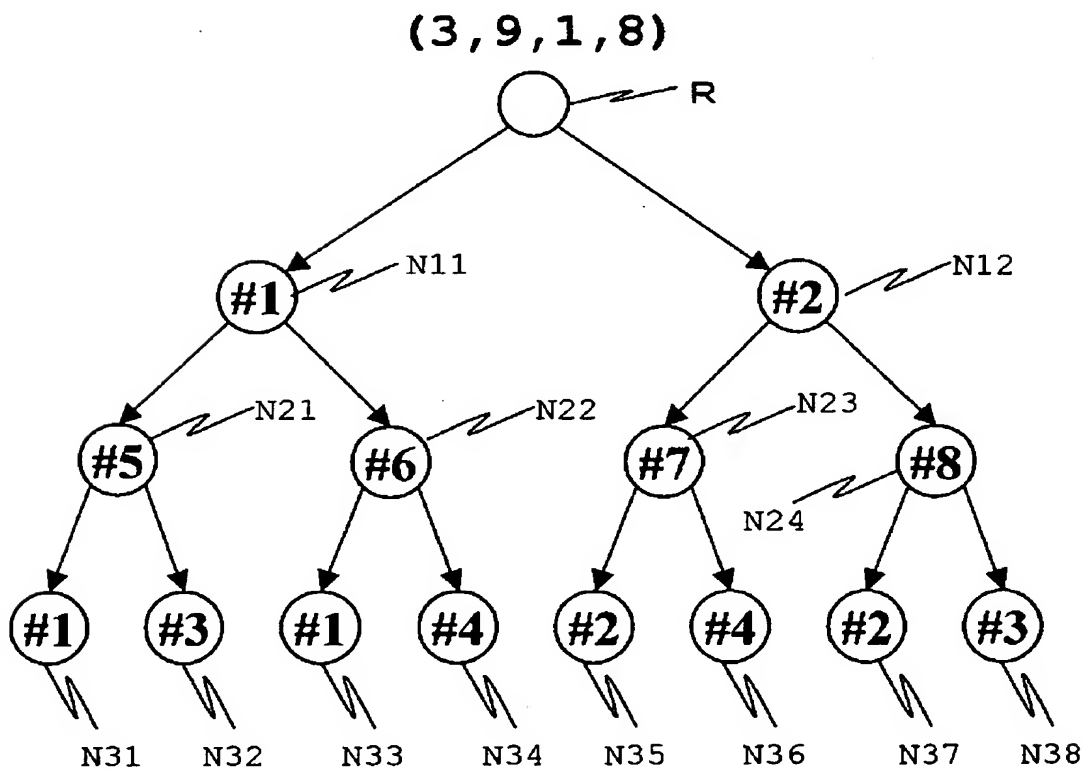 (3,9,1,8)
R
#1 N11 #2 N12
N21 N22 N23
#5 #6 #7 #8
N24
#1 #3 #1 #4 #2 #4 #2 #3
N31 N32 N33 N34 N35 N36 N37 N38